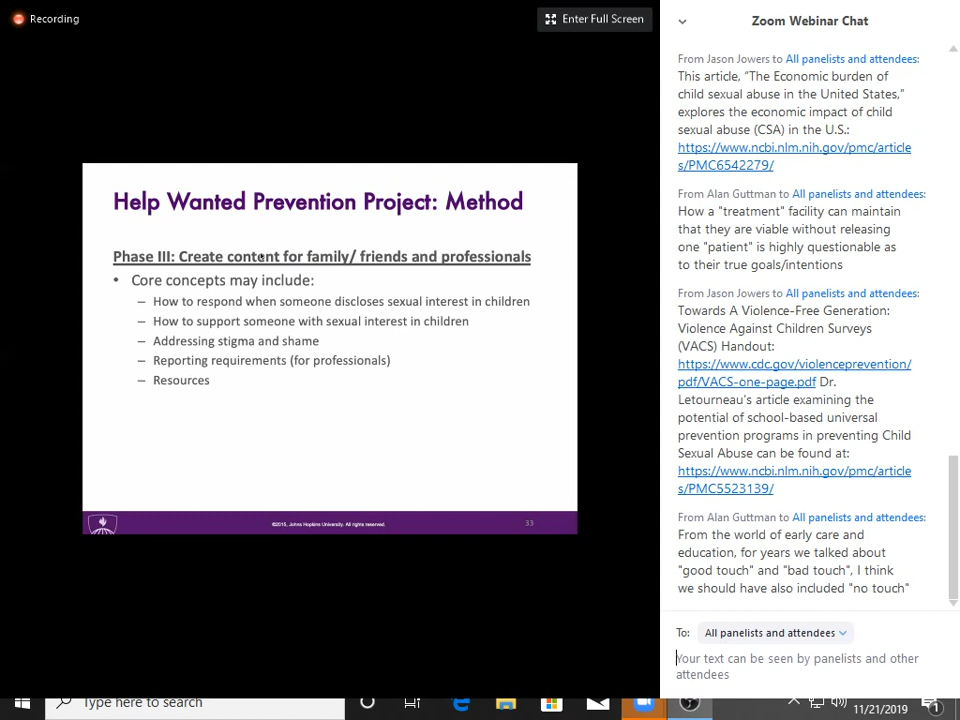 Recording
Enter Full Screen
Help Wanted Prevention Project: Method
Phase III: Create content for family/ friends and professionals
• Core concepts may include:
– How to respond when someone discloses sexual interest in children
– How to support someone with sexual interest in children
– Addressing stigma and shame
– Reporting requirements (for professionals)
– Resources
©2015, Johns Hopkins University. All rights reserved.
33
Zoom Webinar Chat
From Jason Jowers to All panelists and attendees:
This article, “The Economic burden of
child sexual abuse in the United States,”
explores the economic impact of child
sexual abuse (CSA) in the U.S.:
https://www.ncbi.nlm.nih.gov/pmc/article
s/PMC6542279/
From Alan Guttman to All panelists and attendees:
How a "treatment" facility can maintain
that they are viable without releasing
one "patient" is highly questionable as
to their true goals/intentions
From Jason Jowers to All panelists and attendees:
Towards A Violence-Free Generation:
Violence Against Children Surveys
(VACS) Handout:
https://www.cdc.gov/violenceprevention/
pdf/VACS-one-page.pdf Dr.
Letourneau's article examining the
potential of school-based universal
prevention programs in preventing Child
Sexual Abuse can be found at:
https://www.ncbi.nlm.nih.gov/pmc/article
s/PMC5523139/
From Alan Guttman to All panelists and attendees:
From the world of early care and
education, for years we talked about
"good touch" and "bad touch", I think
we should have also included "no touch"
To: All panelists and attendees
Your text can be seen by panelists and other
attendees
Type here to search
11/21/2019
1